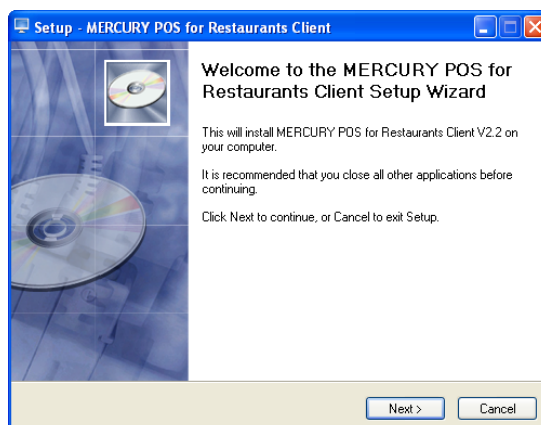 Setup - MERCURY POS for Restaurants Client
Welcome to the MERCURY POS for
Restaurants Client Setup Wizard
This will install MERCURY POS for Restaurants Client V2.2 on
your computer.
It is recommended that you close all other applications before
continuing.
Click Next to continue, or Cancel to exit Setup.
Next >
Cancel